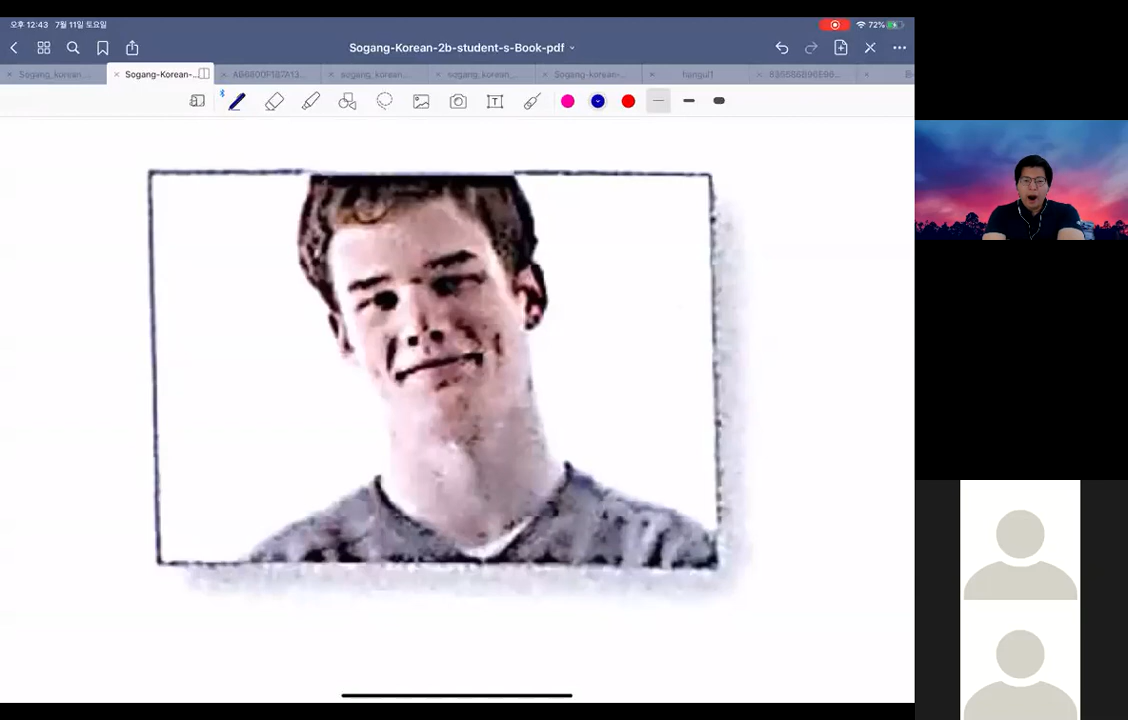 오후 12:43 7월 11일 토요일
72%
Sogang-Korean-2b-student-s-Book-pdf
Sogang_korean...
Sogang-Korean-...
sogang_korean...
sogang_korean_...
Sogang-korean-...
hangul1